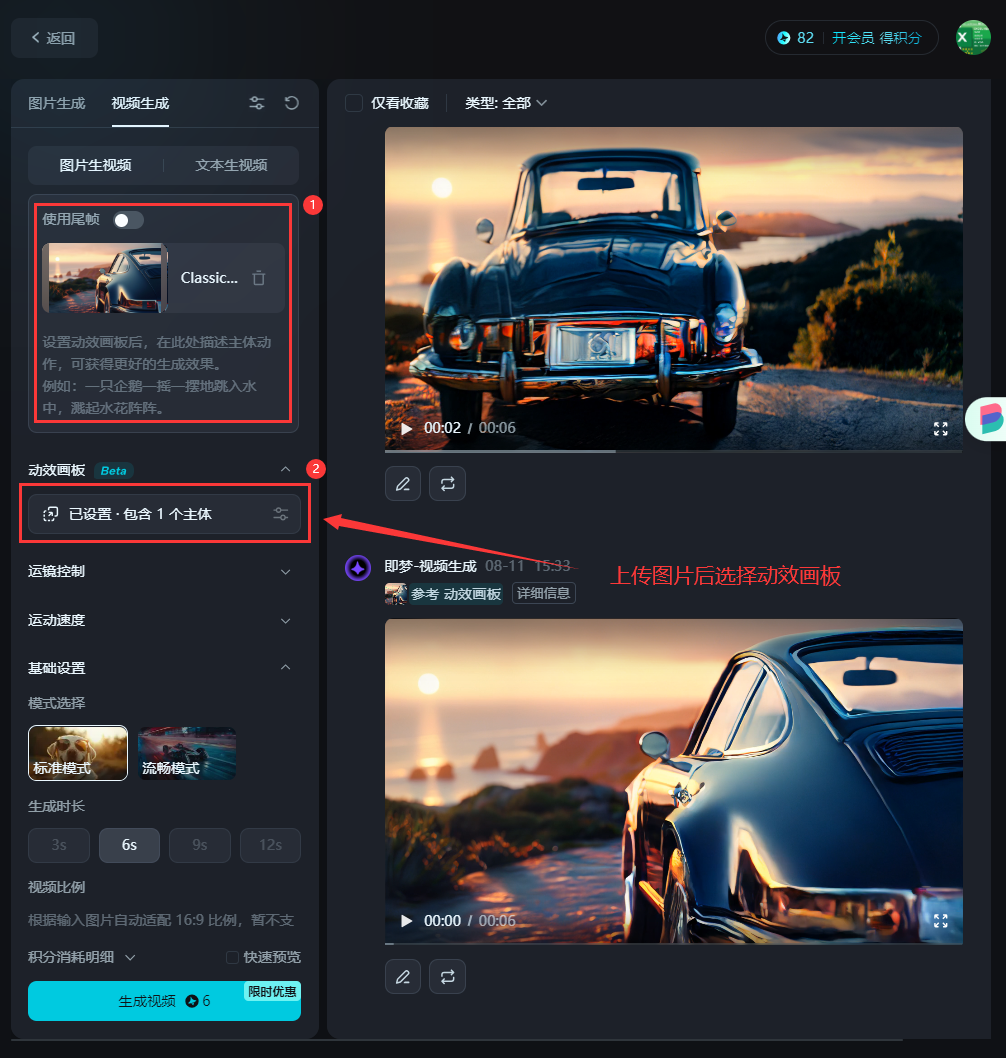 返回
82
开会员 得积分
图片生成
视频生成
图片生视频
文本生视频
使用尾帧
1
Classic...
设置动效画板后，在此处描述主体动
作，可获得更好的生成效果。
例如：一只企鹅一摇一摆地跳入水
中，溅起水花阵阵。
动效画板 Beta
2
已设置 · 包含 1 个主体
运镜控制
运动速度
基础设置
模式选择
标准模式
流畅模式
生成时长
3s
6s
9s
12s
视频比例
根据输入图片自动适配 16:9 比例，暂不支
积分消耗明细
快速预览
限时优惠
生成视频
6
仅看收藏
类型: 全部
00:02 / 00:06
即梦-视频生成 08-11 15:33
参考 动效画板
详细信息
上传图片后选择动效画板
00:00 / 00:06